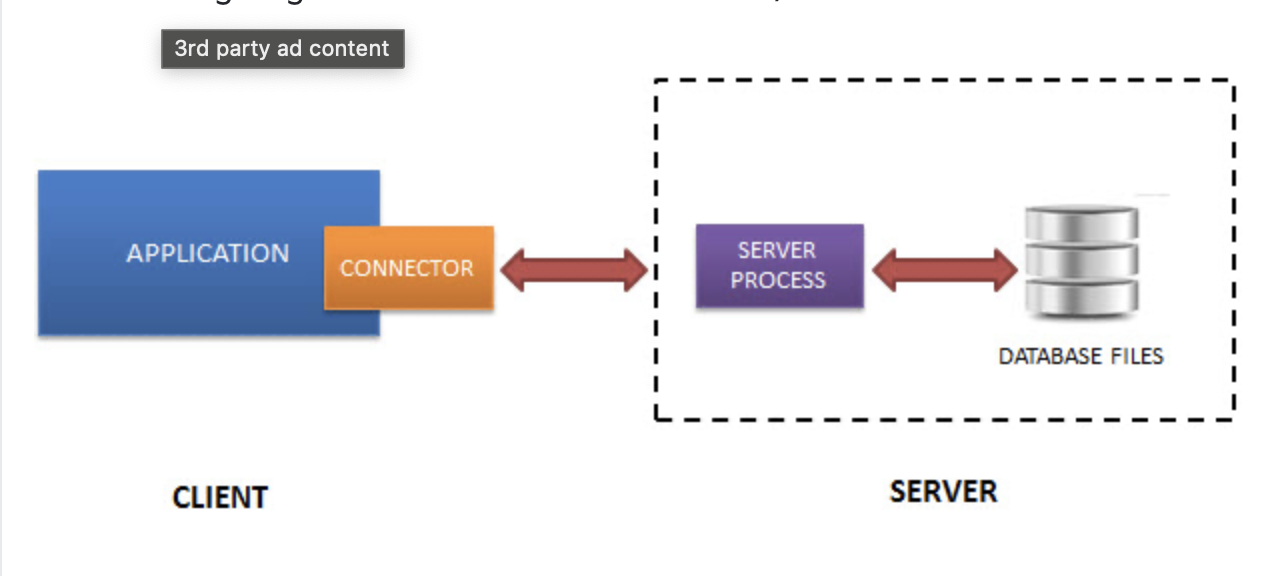 3rd party ad content
APPLICATION
CONNECTOR
SERVER
PROCESS
DATABASE FILES
CLIENT
SERVER